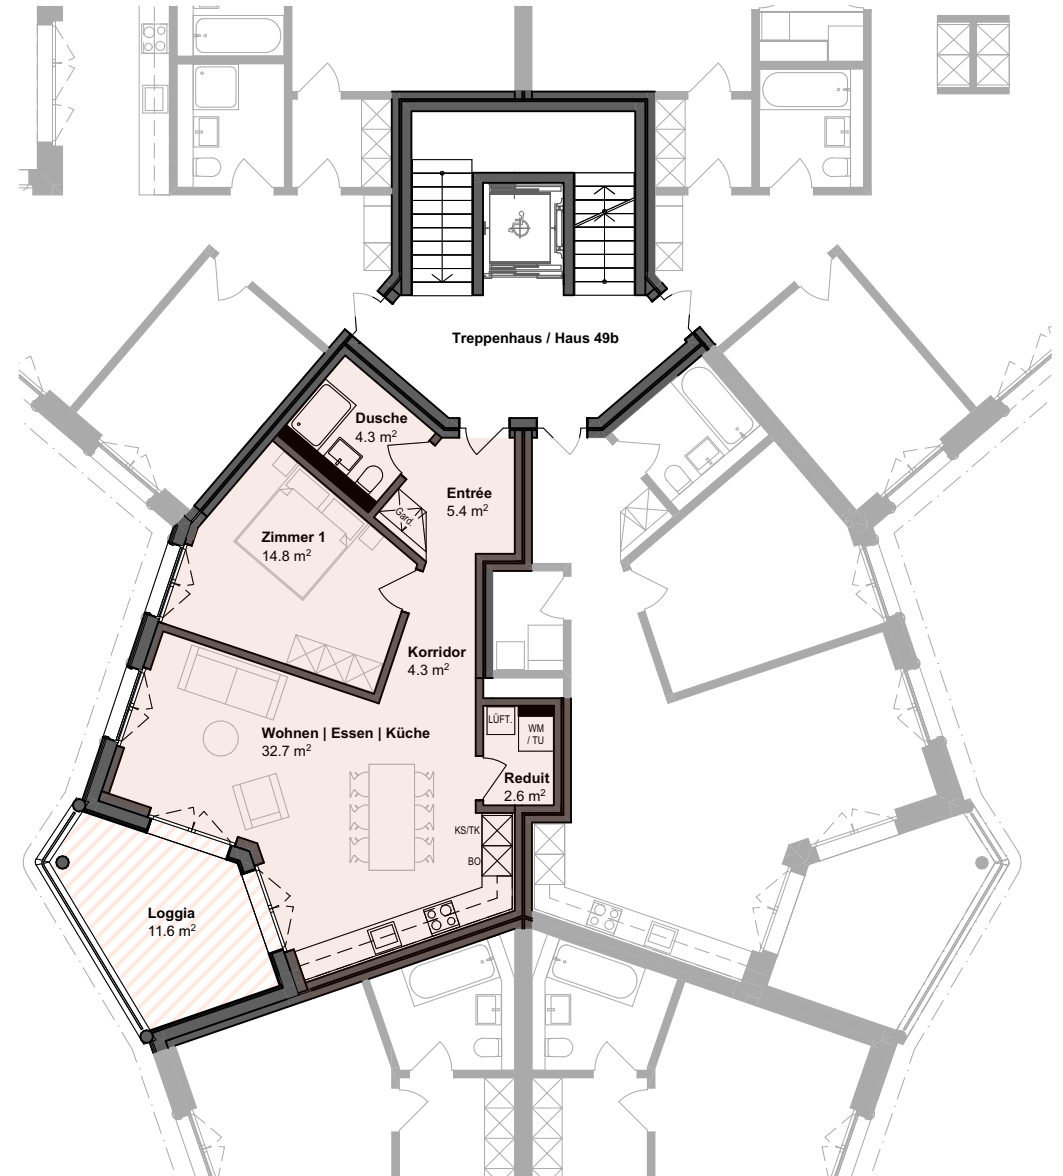 Treppenhaus / Haus 49b
Dusche
4.3 m²
Entrée
5.4 m²
Gard.
Zimmer 1
14.8 m²
Korridor
4.3 m²
LÜFT.
WM
/ TU
Wohnen | Essen | Küche
32.7 m²
Reduit
2.6 m²
KS/TK
BO
Loggia
11.6 m²